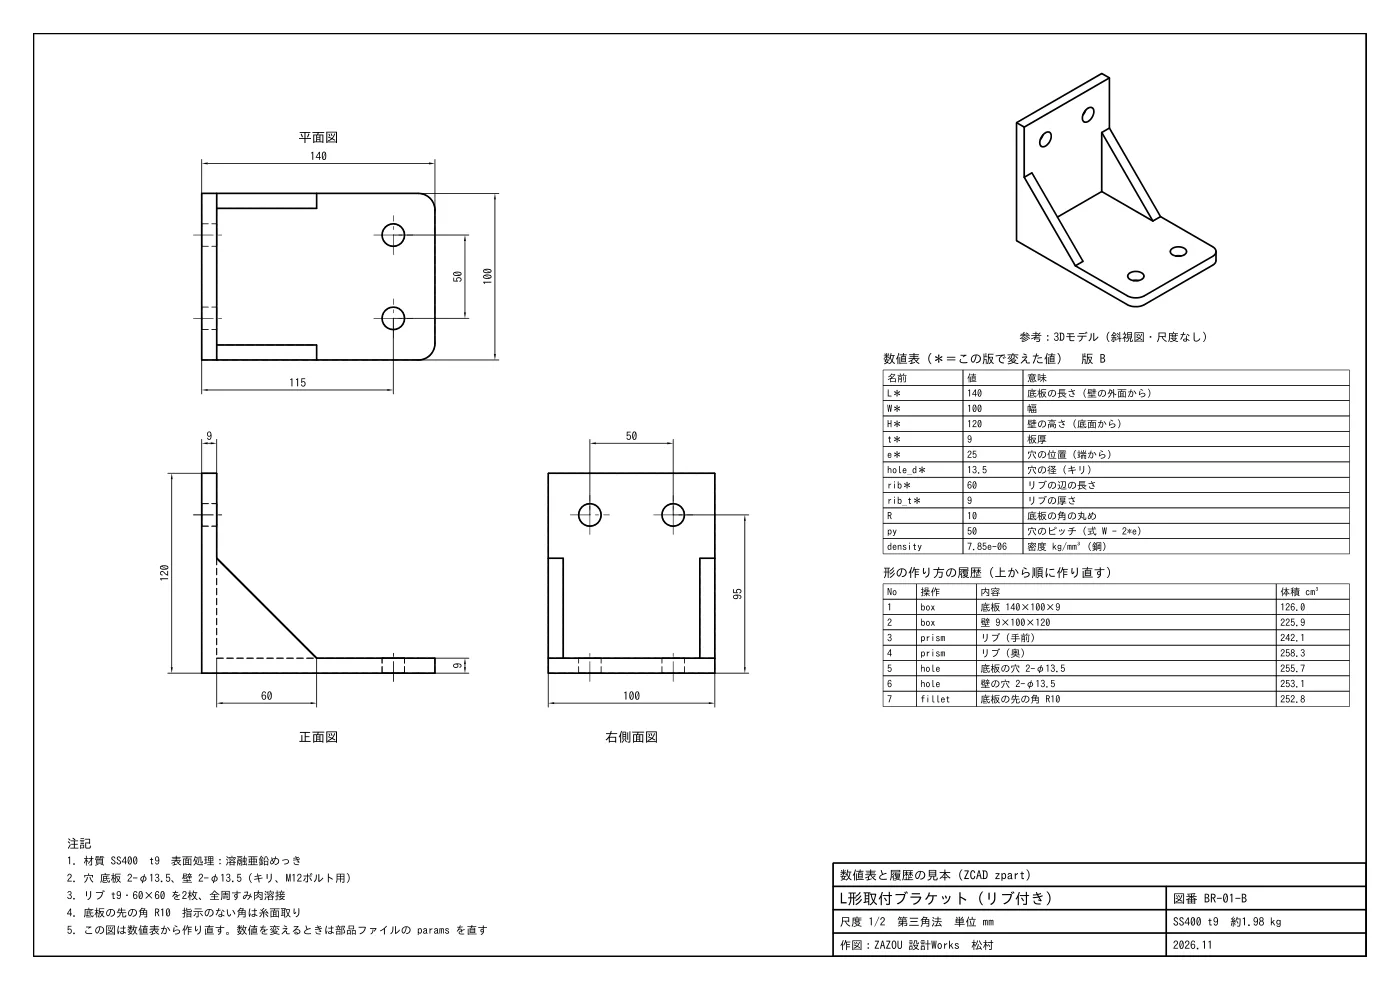 平面図
140
50
100
115
9
120
60
正面図
50
95
9
100
右側面図
参考：3Dモデル（斜視図・尺度なし）
数値表（＊＝この版で変えた値）　版 B
名前 値 意味
L＊ 140 底板の長さ（壁の外面から）
W＊ 100 幅
H＊ 120 壁の高さ（底面から）
t＊ 9 板厚
e＊ 25 穴の位置（端から）
hole_d＊ 13.5 穴の径（キリ）
rib＊ 60 リブの辺の長さ
rib_t＊ 9 リブの厚さ
R 10 底板の角の丸め
py 50 穴のピッチ（式 W - 2*e）
density 7.85e-06 密度 kg/mm³（鋼）
形の作り方の履歴（上から順に作り直す）
No 操作 内容 体積 cm³
1 box 底板 140×100×9 126.0
2 box 壁 9×100×120 225.9
3 prism リブ（手前） 242.1
4 prism リブ（奥） 258.3
5 hole 底板の穴 2-φ13.5 255.7
6 hole 壁の穴 2-φ13.5 253.1
7 fillet 底板の先の角 R10 252.8
注記
1. 材質 SS400　t9　表面処理：溶融亜鉛めっき
2. 穴 底板 2-φ13.5、壁 2-φ13.5（キリ、M12ボルト用）
3. リブ t9・60×60 を2枚、全周すみ肉溶接
4. 底板の先の角 R10　指示のない角は糸面取り
5. この図は数値表から作り直す。数値を変えるときは部品ファイルの params を直す
数値表と履歴の見本（ZCAD zpart）
L形取付ブラケット（リブ付き） 図番 BR-01-B
尺度 1/2　第三角法　単位 mm SS400 t9　約1.98 kg
作図：ZAZOU 設計Works　松村 2026.11